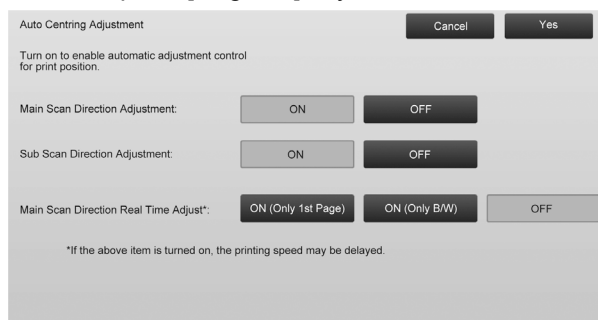 Auto Centring Adjustment
Cancel
Yes
Turn on to enable automatic adjustment control
for print position.
Main Scan Direction Adjustment:
ON
OFF
Sub Scan Direction Adjustment:
ON
OFF
Main Scan Direction Real Time Adjust*:
ON (Only 1st Page)
ON (Only B/W)
OFF
*If the above item is turned on, the printing speed may be delayed.